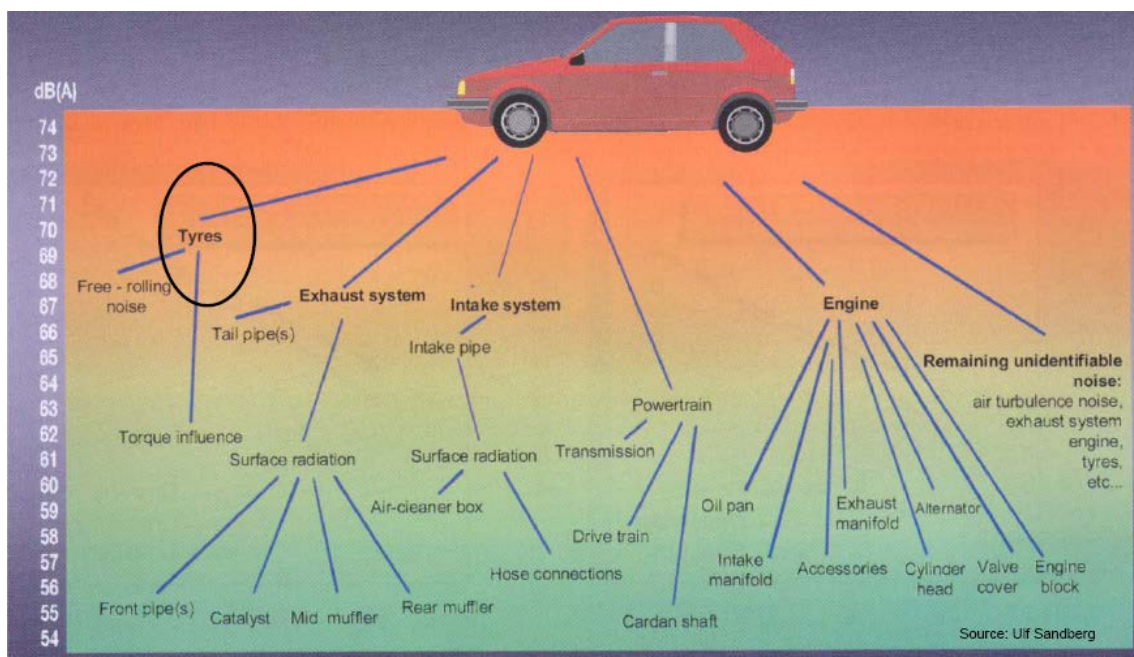 dB(A)
74
73
72
71
70
69
68
67
66
65
64
63
62
61
60
59
58
57
56
55
54
Tyres
Free - rolling
noise
Torque influence
Exhaust system
Tail pipe(s)
Surface radiation
Front pipe(s)
Catalyst
Mid muffler
Rear muffler
Intake system
Intake pipe
Surface radiation
Air-cleaner box
Hose connections
Powertrain
Transmission
Drive train
Cardan shaft
Engine
Oil pan
Intake
manifold
Accessories
Exhaust
manifold
Cylinder
head
Alternator
Valve
cover
Engine
block
Remaining unidentifiable
noise:
air turbulence noise,
exhaust system
engine,
tyres,
etc...
Source: Ulf Sandberg